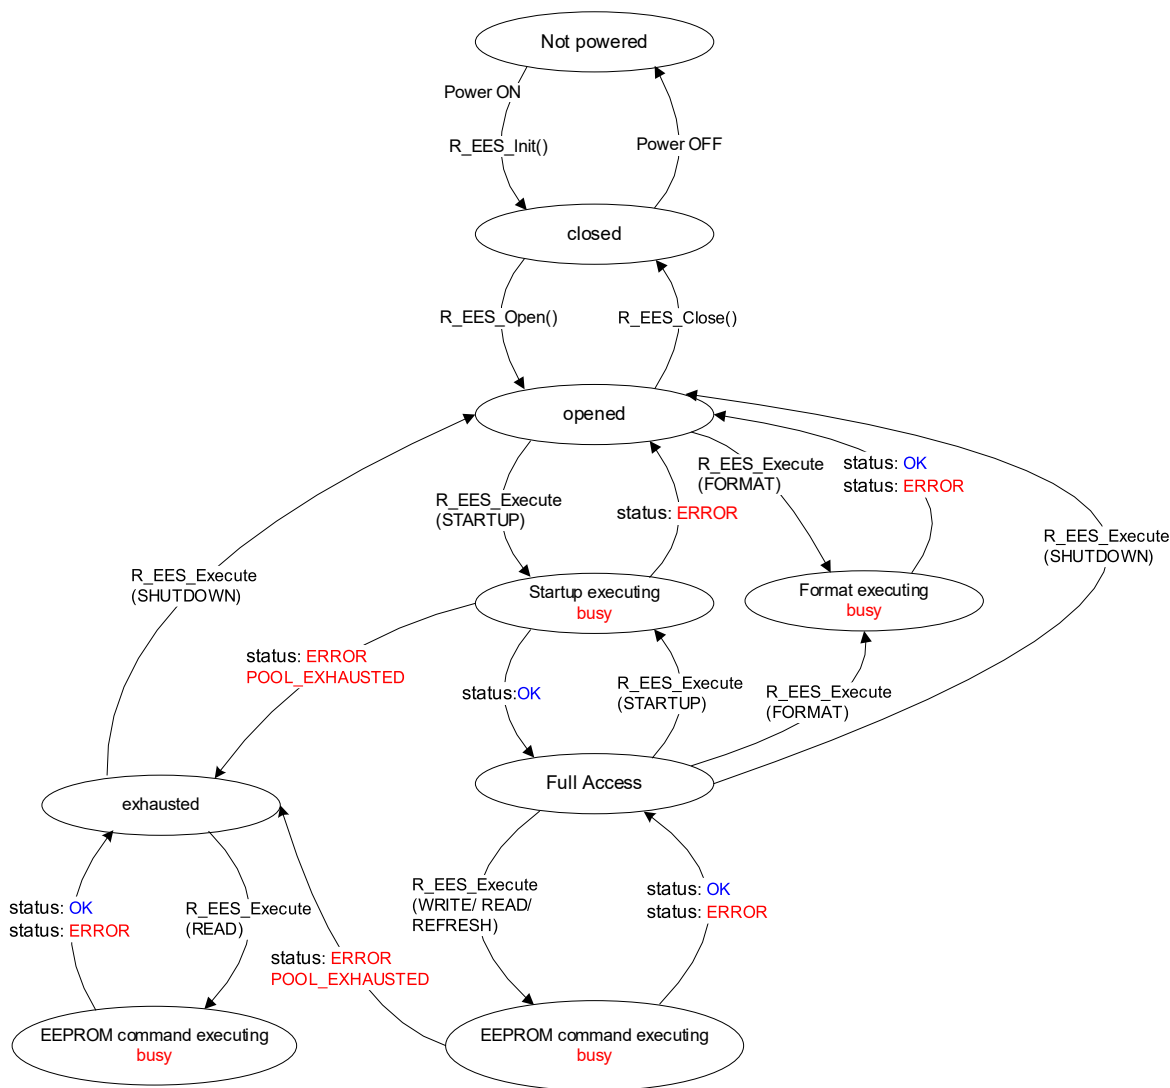 Not powered
Power ON
R_EES_Init()
Power OFF
closed
R_EES_Open()
R_EES_Close()
opened
R_EES_Execute
(STARTUP)
status: ERROR
R_EES_Execute
(FORMAT)
status: OK
status: ERROR
R_EES_Execute
(SHUTDOWN)
R_EES_Execute
(SHUTDOWN)
Startup executing
busy
Format executing
busy
status: ERROR
POOL_EXHAUSTED
status:OK
R_EES_Execute
(STARTUP)
R_EES_Execute
(FORMAT)
Full Access
exhausted
status: OK
status: ERROR
R_EES_Execute
(READ)
status: ERROR
POOL_EXHAUSTED
R_EES_Execute
(WRITE/ READ/
REFRESH)
status: OK
status: ERROR
EEPROM command executing
busy
EEPROM command executing
busy